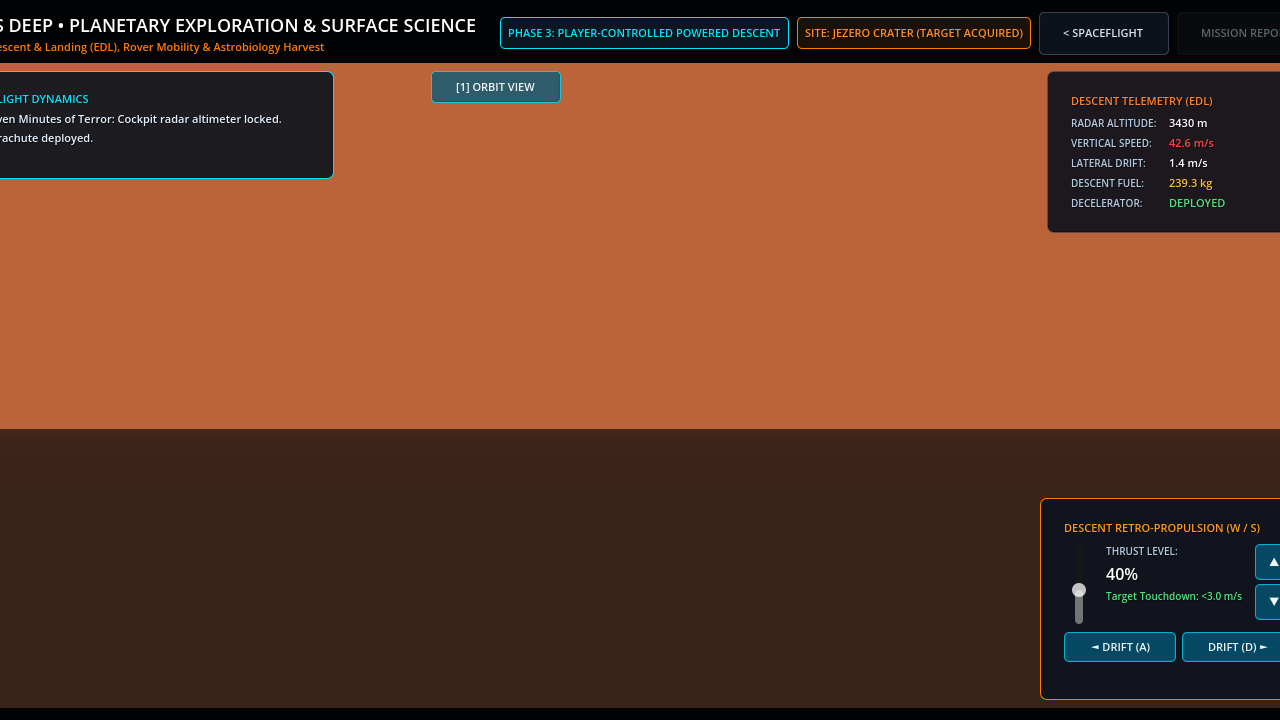 S DEEP • PLANETARY EXPLORATION & SURFACE SCIENCE
escent & Landing (EDL), Rover Mobility & Astrobiology Harvest
PHASE 3: PLAYER-CONTROLLED POWERED DESCENT
SITE: JEZERO CRATER (TARGET ACQUIRED)
< SPACEFLIGHT
MISSION REPO
LIGHT DYNAMICS
ven Minutes of Terror: Cockpit radar altimeter locked.
rachute deployed.
[1] ORBIT VIEW
DESCENT TELEMETRY (EDL)
RADAR ALTITUDE: 3430 m
VERTICAL SPEED: 42.6 m/s
LATERAL DRIFT: 1.4 m/s
DESCENT FUEL: 239.3 kg
DECELERATOR: DEPLOYED
DESCENT RETRO-PROPULSION (W / S)
THRUST LEVEL:
40%
Target Touchdown: <3.0 m/s
▲
▼
◄ DRIFT (A)
DRIFT (D) ►